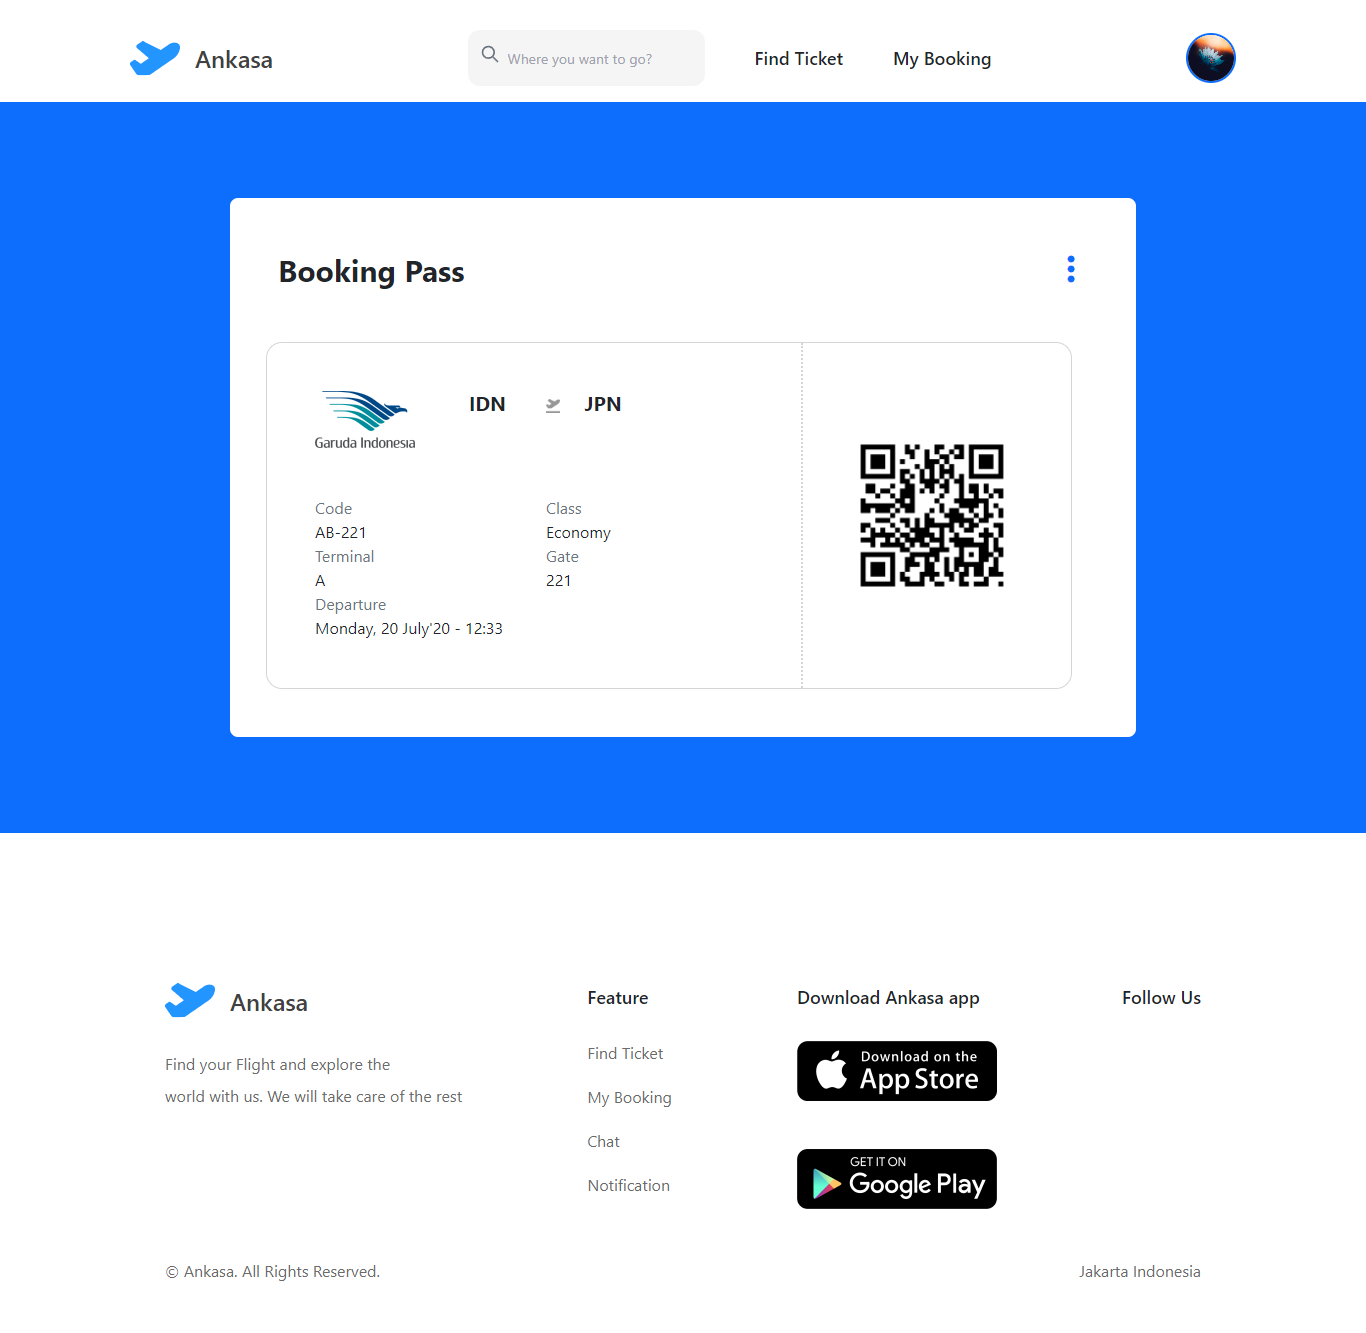 Ankasa
Where you want to go?
Find Ticket
My Booking
Booking Pass
Garuda Indonesia
IDN
JPN
Code
Class
AB-221
Economy
Terminal
Gate
A
221
Departure
Monday, 20 July'20 - 12:33
Ankasa
Find your Flight and explore the
world with us. We will take care of the rest
Feature
Find Ticket
My Booking
Chat
Notification
Download Ankasa app
Download on the
App Store
GET IT ON
Google Play
Follow Us
© Ankasa. All Rights Reserved.
Jakarta Indonesia